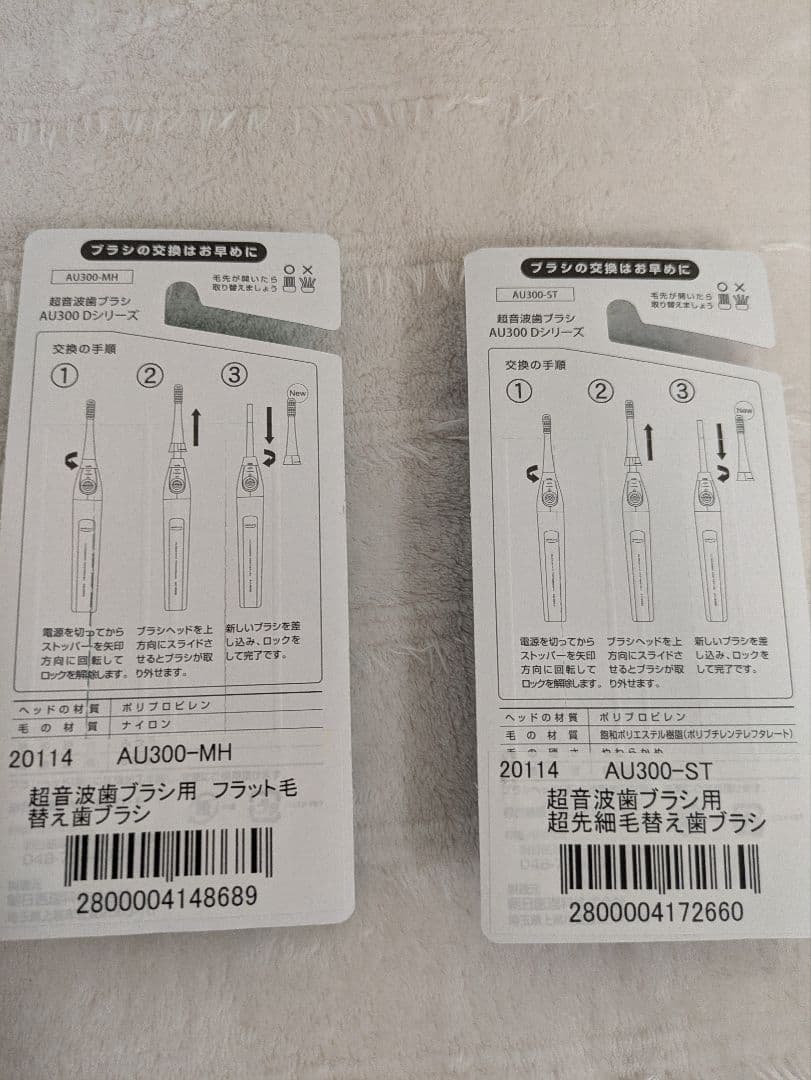 ブラシの交換はお早めに
AU300-MH
毛先が開いたら
取り替えましょう
○ ×
超音波歯ブラシ
AU300 Dシリーズ
交換の手順
① ② ③
New
電源を切ってから
ストッパーを矢印
方向に回転して
ロックを解除します。
ブラシヘッドを上
方向にスライドさ
せるとブラシが取
り外せます。
新しいブラシを差
し込み、ロックを
して完了です。
ヘッドの材質 ポリプロピレン
毛の材質 ナイロン
20114 AU300-MH
超音波歯ブラシ用 フラット毛
替え歯ブラシ
2800004148689
ブラシの交換はお早めに
AU300-ST
毛先が開いたら
取り替えましょう
○ ×
超音波歯ブラシ
AU300 Dシリーズ
交換の手順
① ② ③
New
電源を切ってから
ストッパーを矢印
方向に回転して
ロックを解除します。
ブラシヘッドを上
方向にスライドさ
せるとブラシが取
り外せます。
新しいブラシを差
し込み、ロックを
して完了です。
ヘッドの材質 ポリプロピレン
毛の材質 飽和ポリエステル樹脂(ポリブチレンテレフタレート)
毛の硬さ やわらかめ
20114 AU300-ST
超音波歯ブラシ用
超先細毛替え歯ブラシ
2800004172660